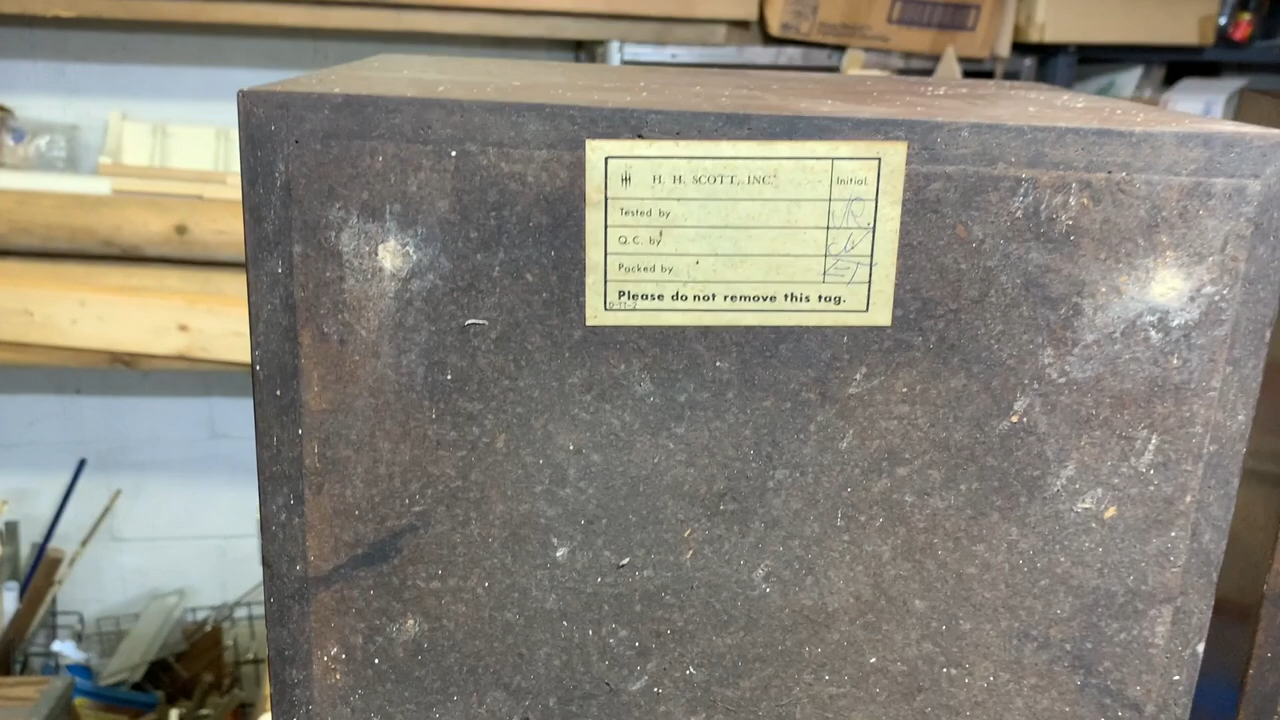 H. H. SCOTT, INC.
Initial
Tested by
Q.C. by
Packed by
Please do not remove this tag.